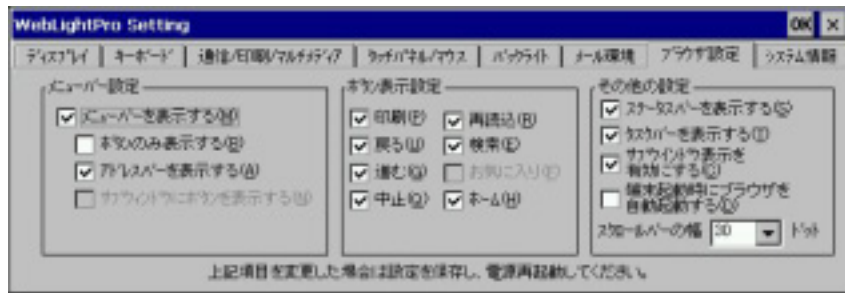 WebLightPro Setting
OK ×
ディスプレイ キーボード 通信/印刷/マルチメディア タッチパネル/マウス バックライト メール環境 ブラウザ設定 システム情報
メニューバー設定
メニューバーを表示する(M)
ボタンのみ表示する(B)
アドレスバーを表示する(A)
サブウィンドウにボタンを表示する
ボタン表示設定
印刷(P) 再読込(R)
戻る(U) 検索(E)
進む(G) お気に入り
中止(Q) ホーム(H)
その他の設定
ステータスバーを表示する(S)
タスクバーを表示する(T)
サブウィンドウ表示を
有効にする(C)
端末起動時にブラウザを
自動起動する(D)
スクロールバーの幅 30 ドット
上記項目を変更した場合は設定を保存し、電源再起動してください。